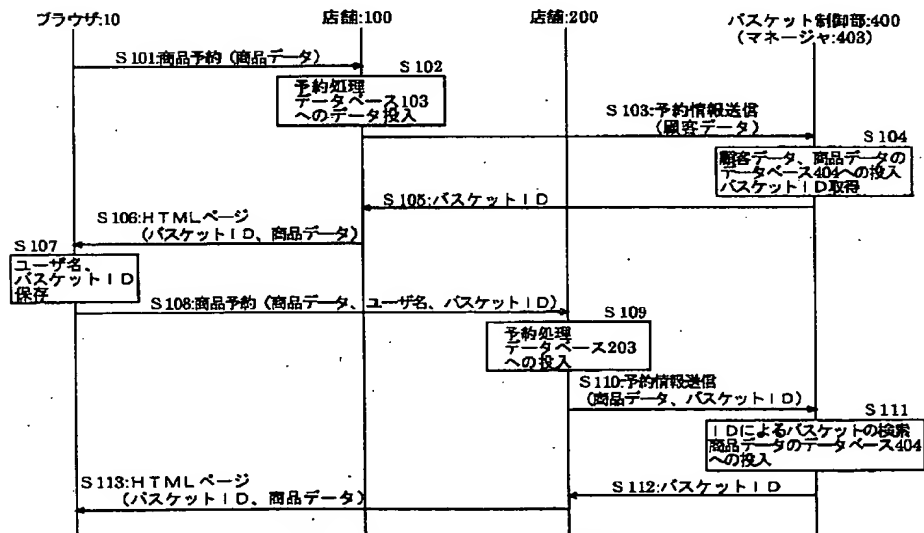 ブラウザ:10
店舗:100
店舗:200
バスケット制御部:400
(マネージャ:403)
S101:商品予約(商品データ)
S102
予約処理
データベース103
へのデータ投入
S103:予約情報送信
(顧客データ)
S104
顧客データ、商品データの
データベース404への投入
バスケットID取得
S105:バスケットID
S106:HTMLページ
(バスケットID、商品データ)
S107
ユーザ名、
バスケットID
保存
S108:商品予約(商品データ、ユーザ名、バスケットID)
S109
予約処理
データベース203
への投入
S110:予約情報送信
(商品データ、バスケットID)
S111
IDによるバスケットの検索
商品データのデータベース404
への投入
S112:バスケットID
S113:HTMLページ
(バスケットID、商品データ)